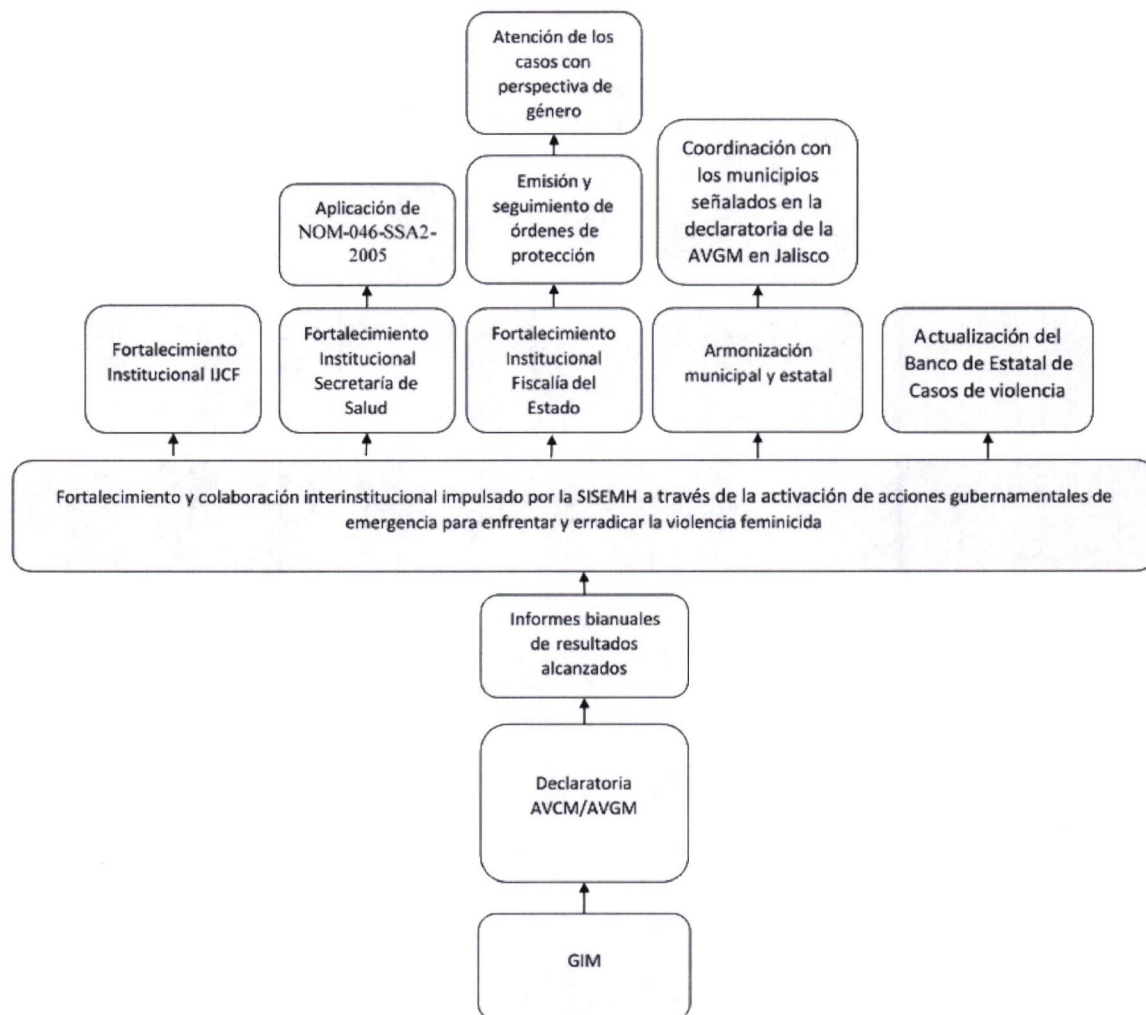 Atención de los
casos con
perspectiva de
género
Coordinación con
los municipios
señalados en la
declaratoria de la
AVGM en Jalisco
Emisión y
seguimiento de
órdenes de
protección
Aplicación de
NOM-046-SSA2-
2005
Fortalecimiento
Institucional IJCF
Fortalecimiento
Institucional
Secretaría de
Salud
Fortalecimiento
Institucional
Fiscalía del
Estado
Armonización
municipal y estatal
Actualización del
Banco de Estatal de
Casos de violencia
Fortalecimiento y colaboración interinstitucional impulsado por la SISEMH a través de la activación de acciones gubernamentales de
emergencia para enfrentar y erradicar la violencia feminicida
Informes bianuales
de resultados
alcanzados
Declaratoria
AVCM/AVGM
GIM